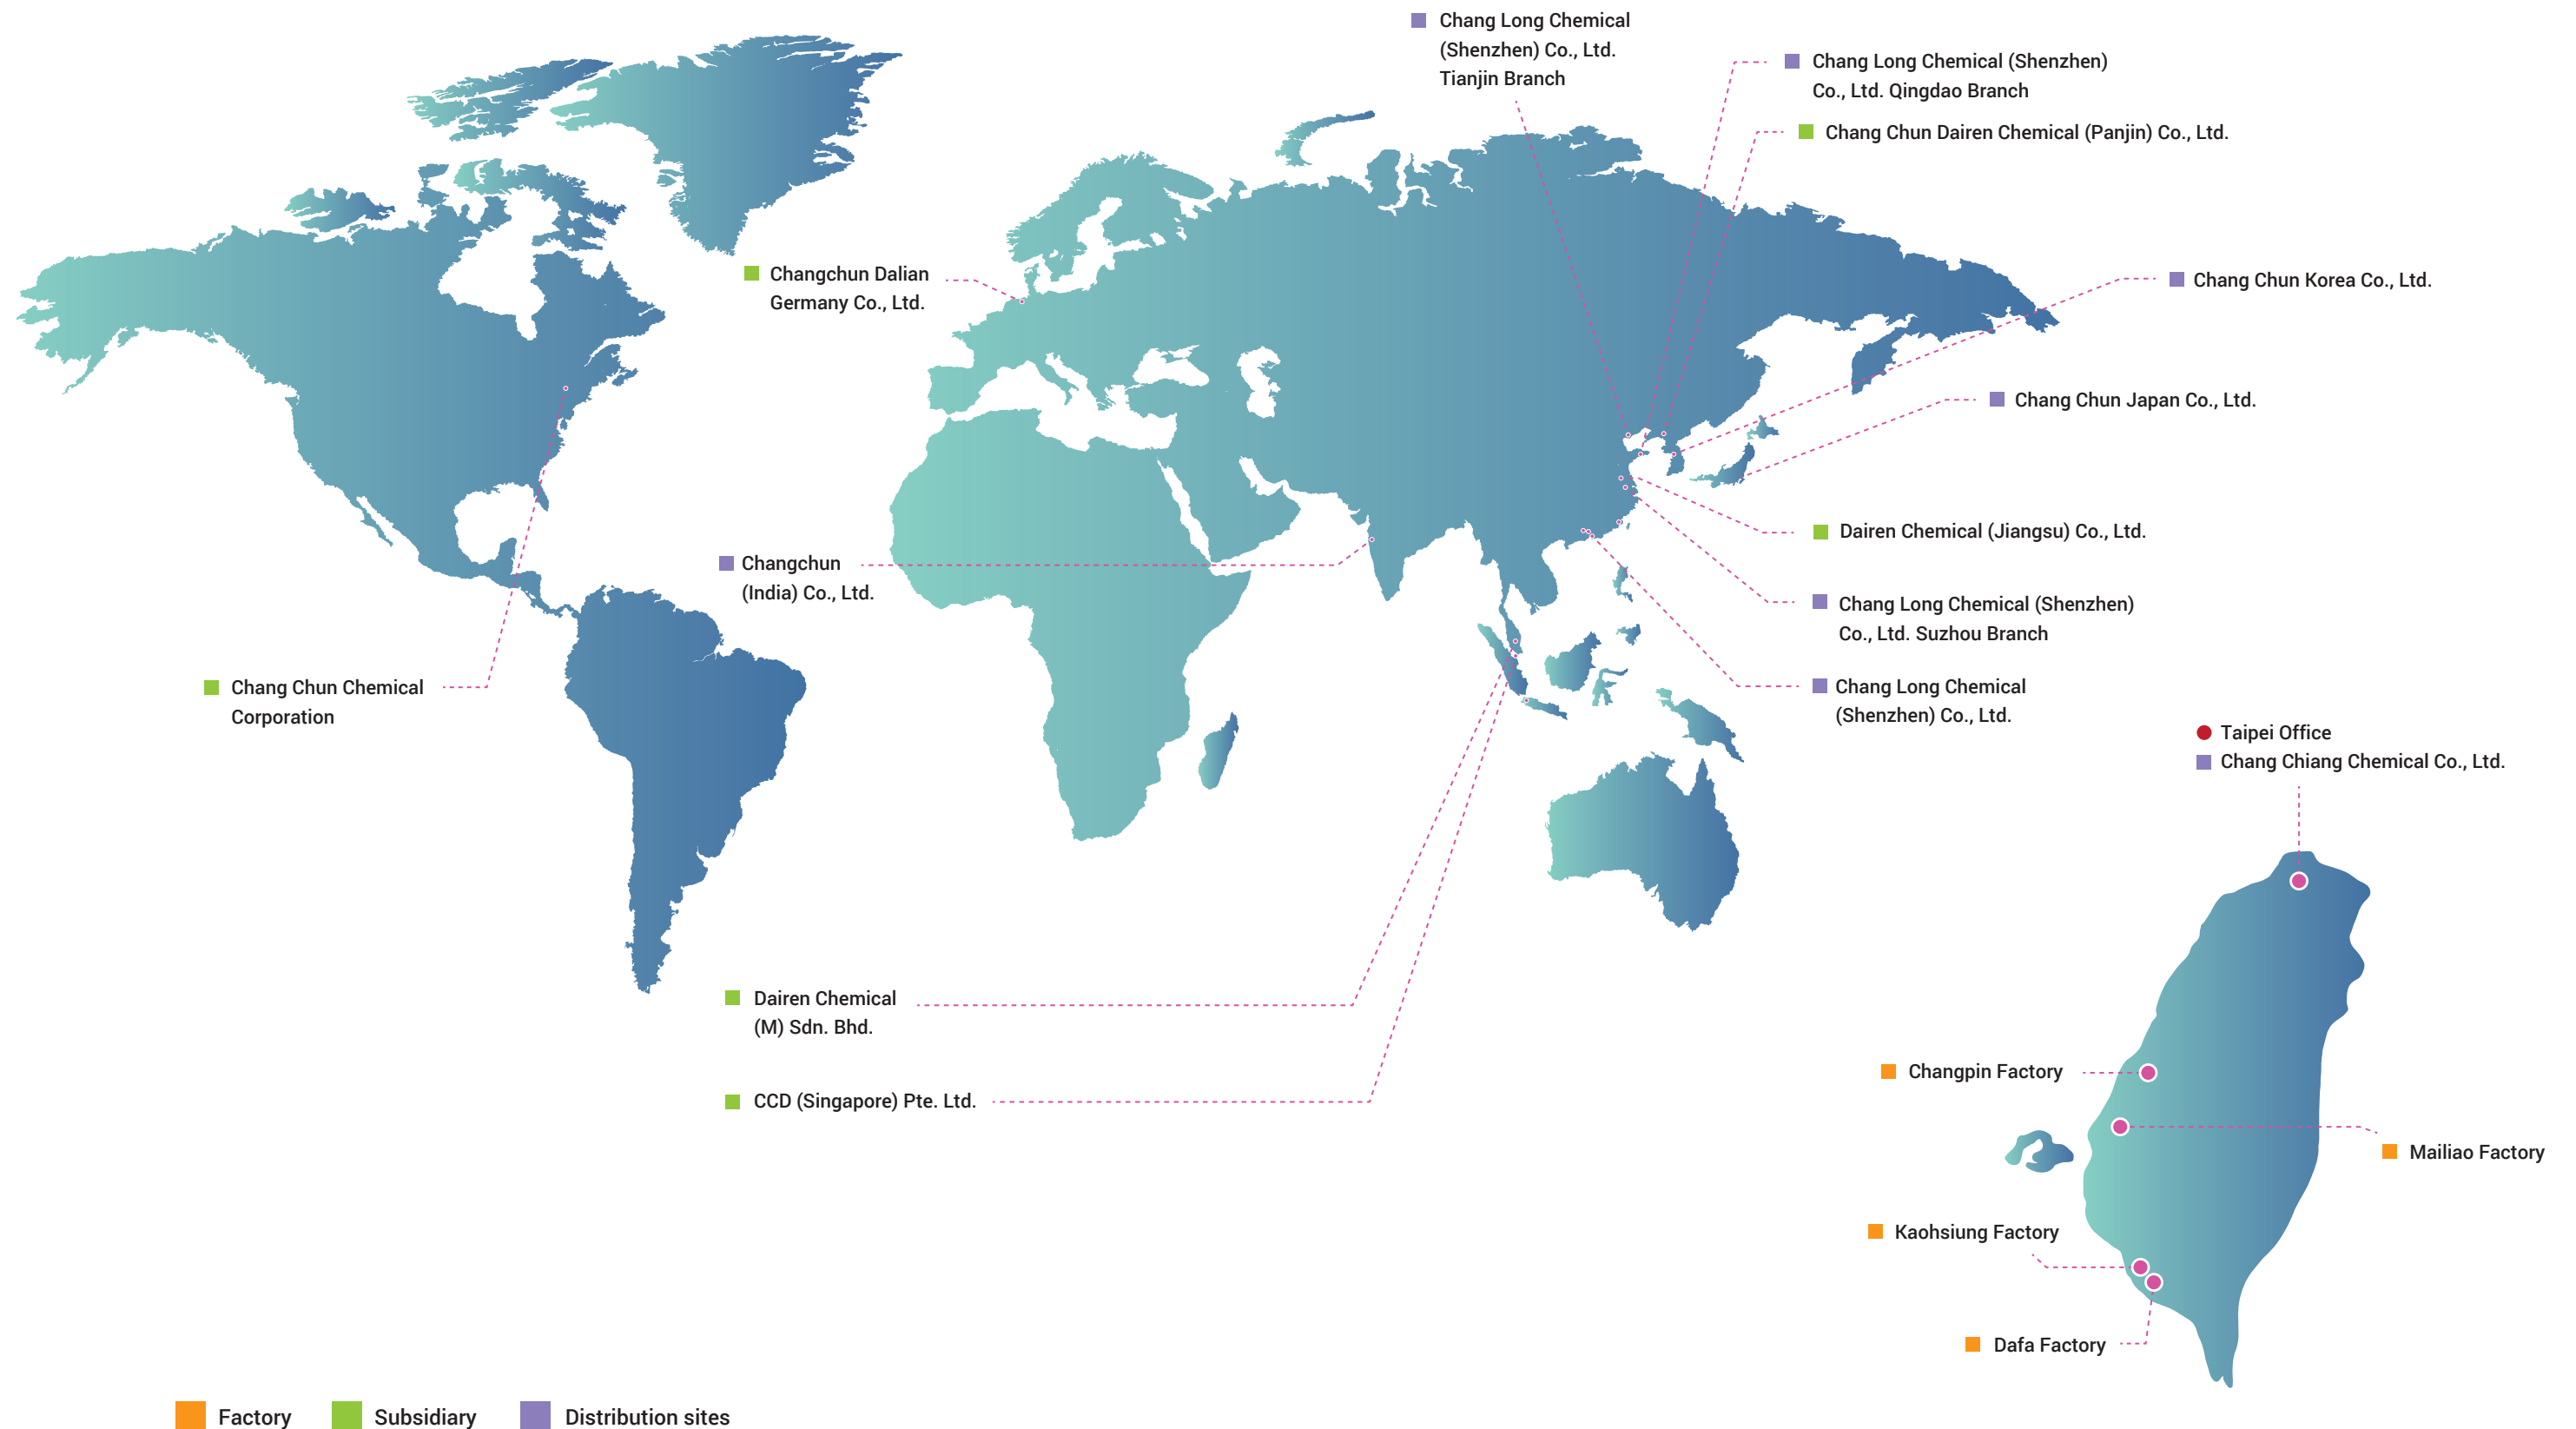 Chang Long Chemical
(Shenzhen) Co., Ltd.
Tianjin Branch
Chang Long Chemical (Shenzhen)
Co., Ltd. Qingdao Branch
Chang Chun Dairen Chemical (Panjin) Co., Ltd.
Changchun Dalian
Germany Co., Ltd.
Chang Chun Korea Co., Ltd.
Chang Chun Japan Co., Ltd.
Dairen Chemical (Jiangsu) Co., Ltd.
Changchun
(India) Co., Ltd.
Chang Long Chemical (Shenzhen)
Co., Ltd. Suzhou Branch
Chang Chun Chemical
Corporation
Chang Long Chemical
(Shenzhen) Co., Ltd.
Taipei Office
Chang Chiang Chemical Co., Ltd.
Dairen Chemical
(M) Sdn. Bhd.
CCD (Singapore) Pte. Ltd.
Changpin Factory
Mailiao Factory
Kaohsiung Factory
Dafa Factory
Factory
Subsidiary
Distribution sites